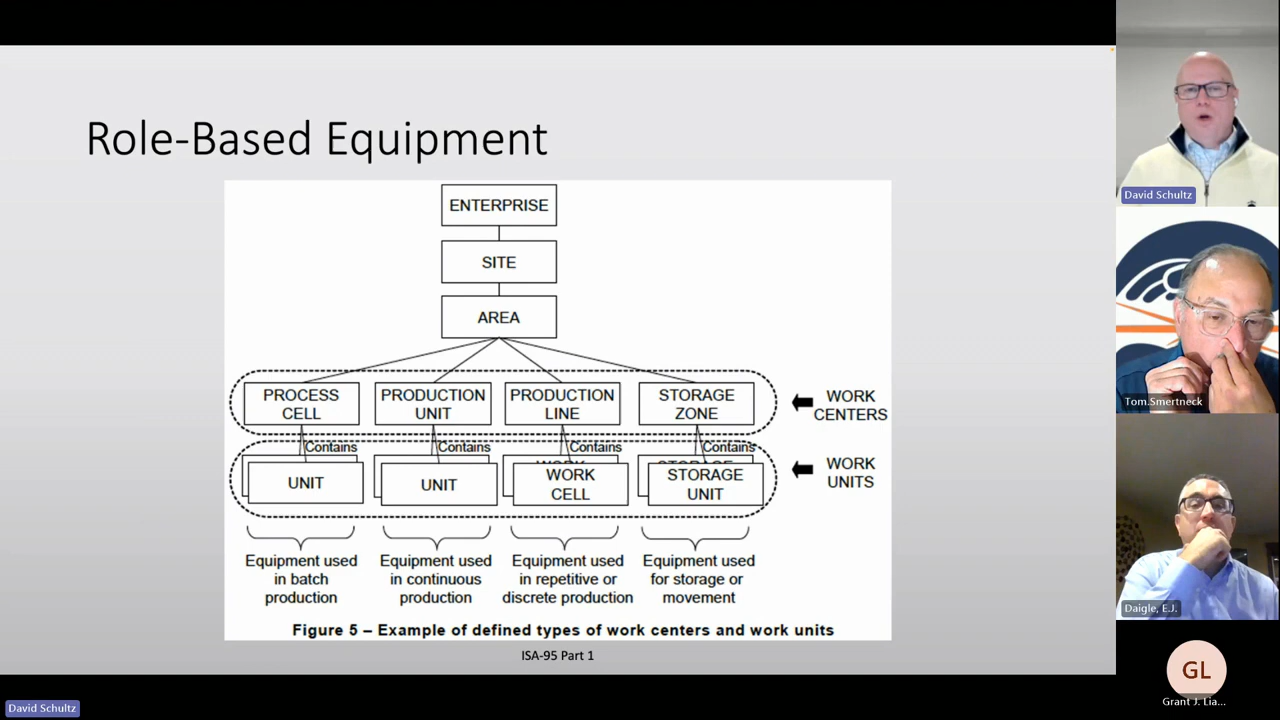 Role-Based Equipment
ENTERPRISE
SITE
AREA
PROCESS
CELL
PRODUCTION
UNIT
PRODUCTION
LINE
STORAGE
ZONE
WORK
CENTERS
Contains
Contains
Contains
Contains
UNIT
UNIT
WORK
CELL
STORAGE
UNIT
WORK
UNITS
Equipment used
in batch
production
Equipment used
in continuous
production
Equipment used
in repetitive or
discrete production
Equipment used
for storage or
movement
Figure 5 – Example of defined types of work centers and work units
ISA-95 Part 1
David Schultz
David Schultz
Tom.Smertneck
Daigle, E.J.
GL
Grant J. Lia...